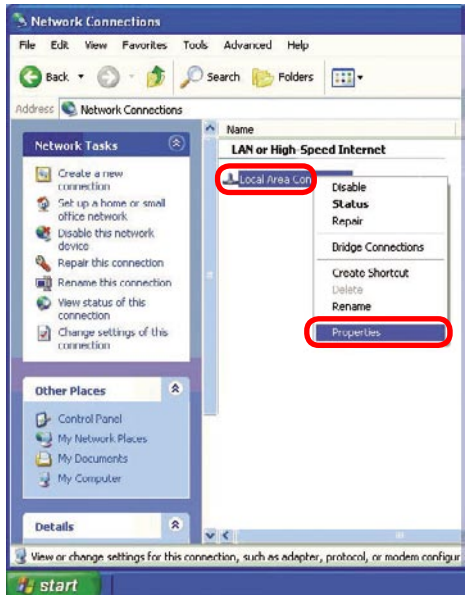 Network Connections
File Edit View Favorites Tools Advanced Help
Back Search Folders
Address Network Connections
Network Tasks
Create a new
connection
Set up a home or small
office network
Disable this network
device
Repair this connection
Rename this connection
View status of this
connection
Change settings of this
connection
Other Places
Control Panel
My Network Places
My Documents
My Computer
Details
Name
LAN or High-Speed Internet
Local Area Con
Disable
Status
Repair
Bridge Connections
Create Shortcut
Delete
Rename
Properties
View or change settings for this connection, such as adapter, protocol, or modem configur
start